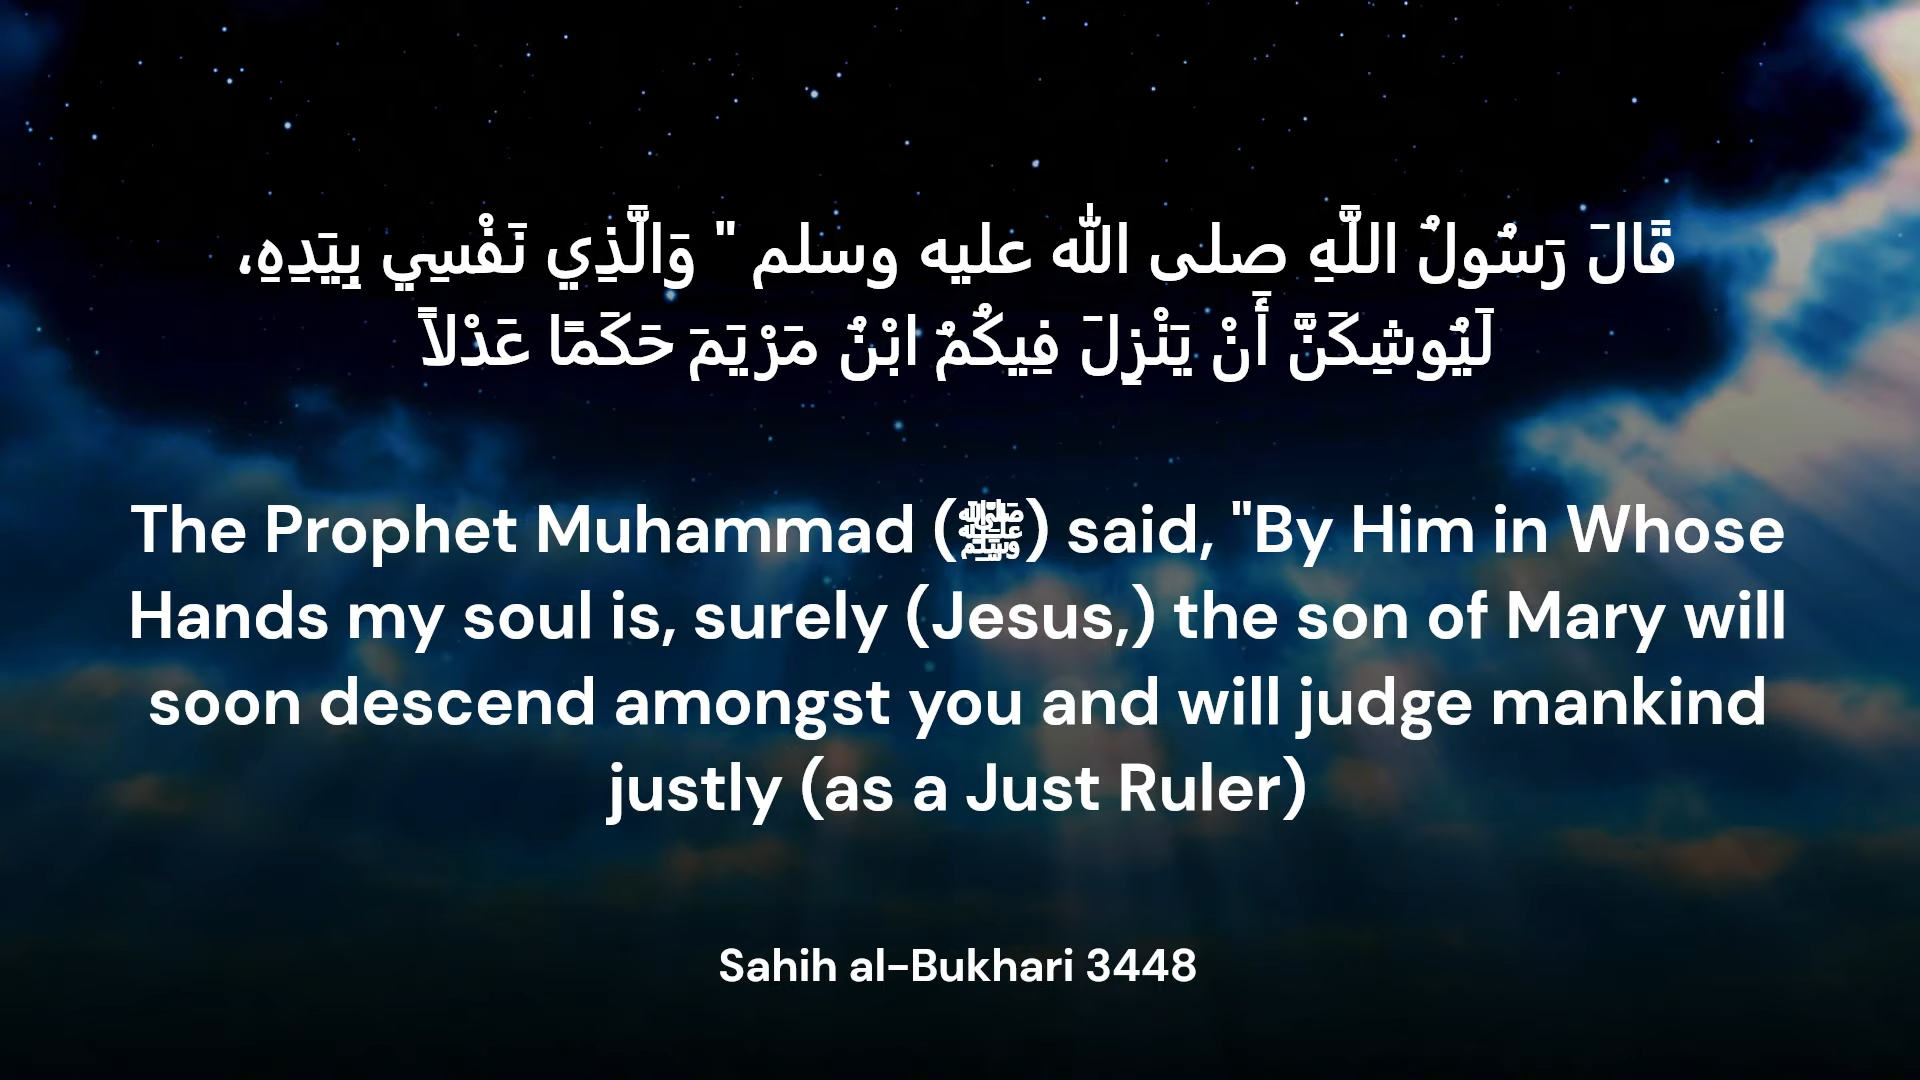 قَالَ رَسُولُ اللَّهِ صلى الله عليه وسلم " وَالَّذِي نَفْسِي بِيَدِهِ،
لَيُوشِكَنَّ أَنْ يَنْزِلَ فِيكُمُ ابْنُ مَرْيَمَ حَكَمًا عَدْلاً
The Prophet Muhammad (ﷺ) said, "By Him in Whose
Hands my soul is, surely (Jesus,) the son of Mary will
soon descend amongst you and will judge mankind
justly (as a Just Ruler)
Sahih al-Bukhari 3448